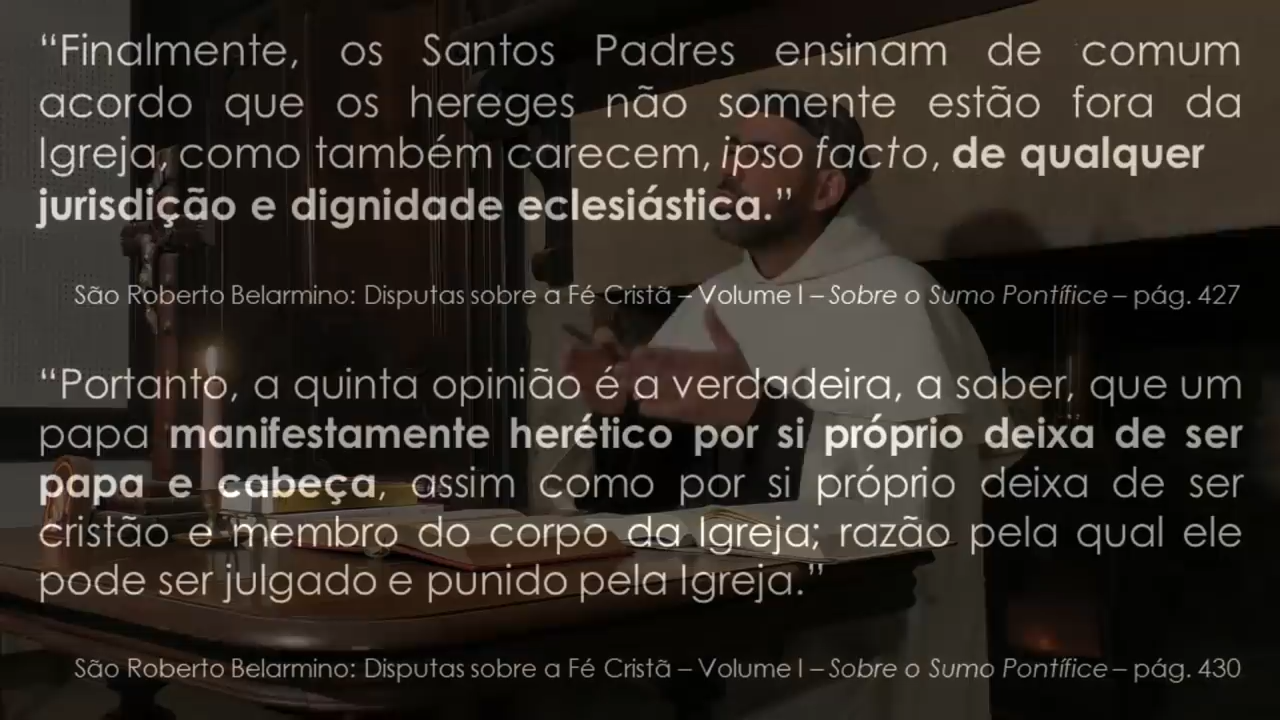 “Finalmente, os Santos Padres ensinam de comum
acordo que os hereges não somente estão fora da
Igreja, como também carecem, ipso facto, de qualquer
jurisdição e dignidade eclesiástica.”
São Roberto Belarmino: Disputas sobre a Fé Cristã – Volume I – Sobre o Sumo Pontífice – pág. 427
“Portanto, a quinta opinião é a verdadeira, a saber, que um
papa manifestamente herético por si próprio deixa de ser
papa e cabeça, assim como por si próprio deixa de ser
cristão e membro do corpo da Igreja; razão pela qual ele
pode ser julgado e punido pela Igreja.”
São Roberto Belarmino: Disputas sobre a Fé Cristã – Volume I – Sobre o Sumo Pontífice – pág. 430